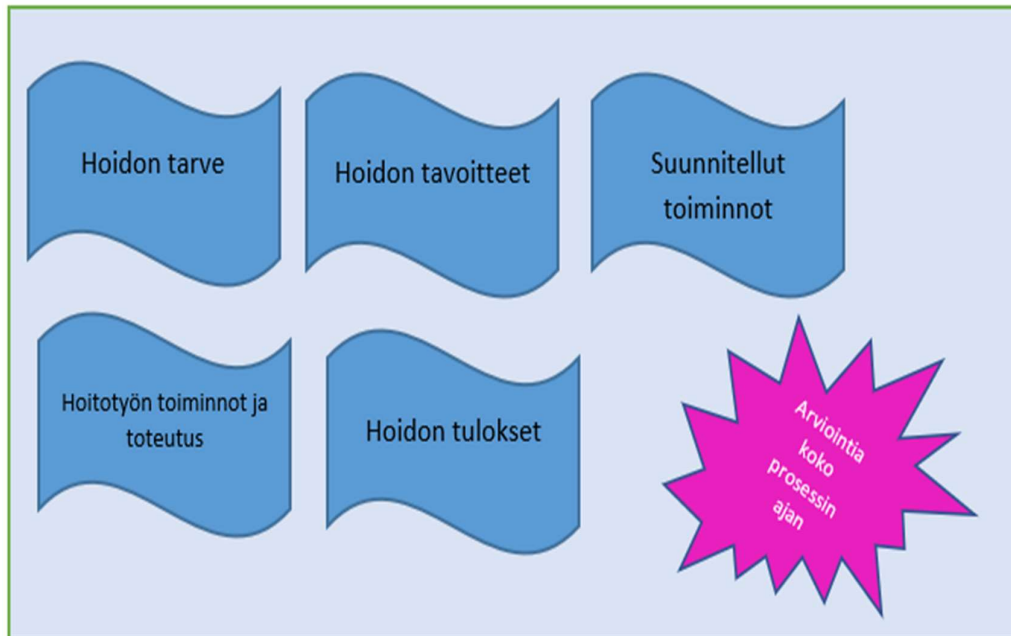 Hoidon tarve
Hoidon tavoitteet
Suunnitellut
toiminnot
Hoitotyön toiminnot ja
toteutus
Hoidon tulokset
Arviointia
koko
prosessin
ajan